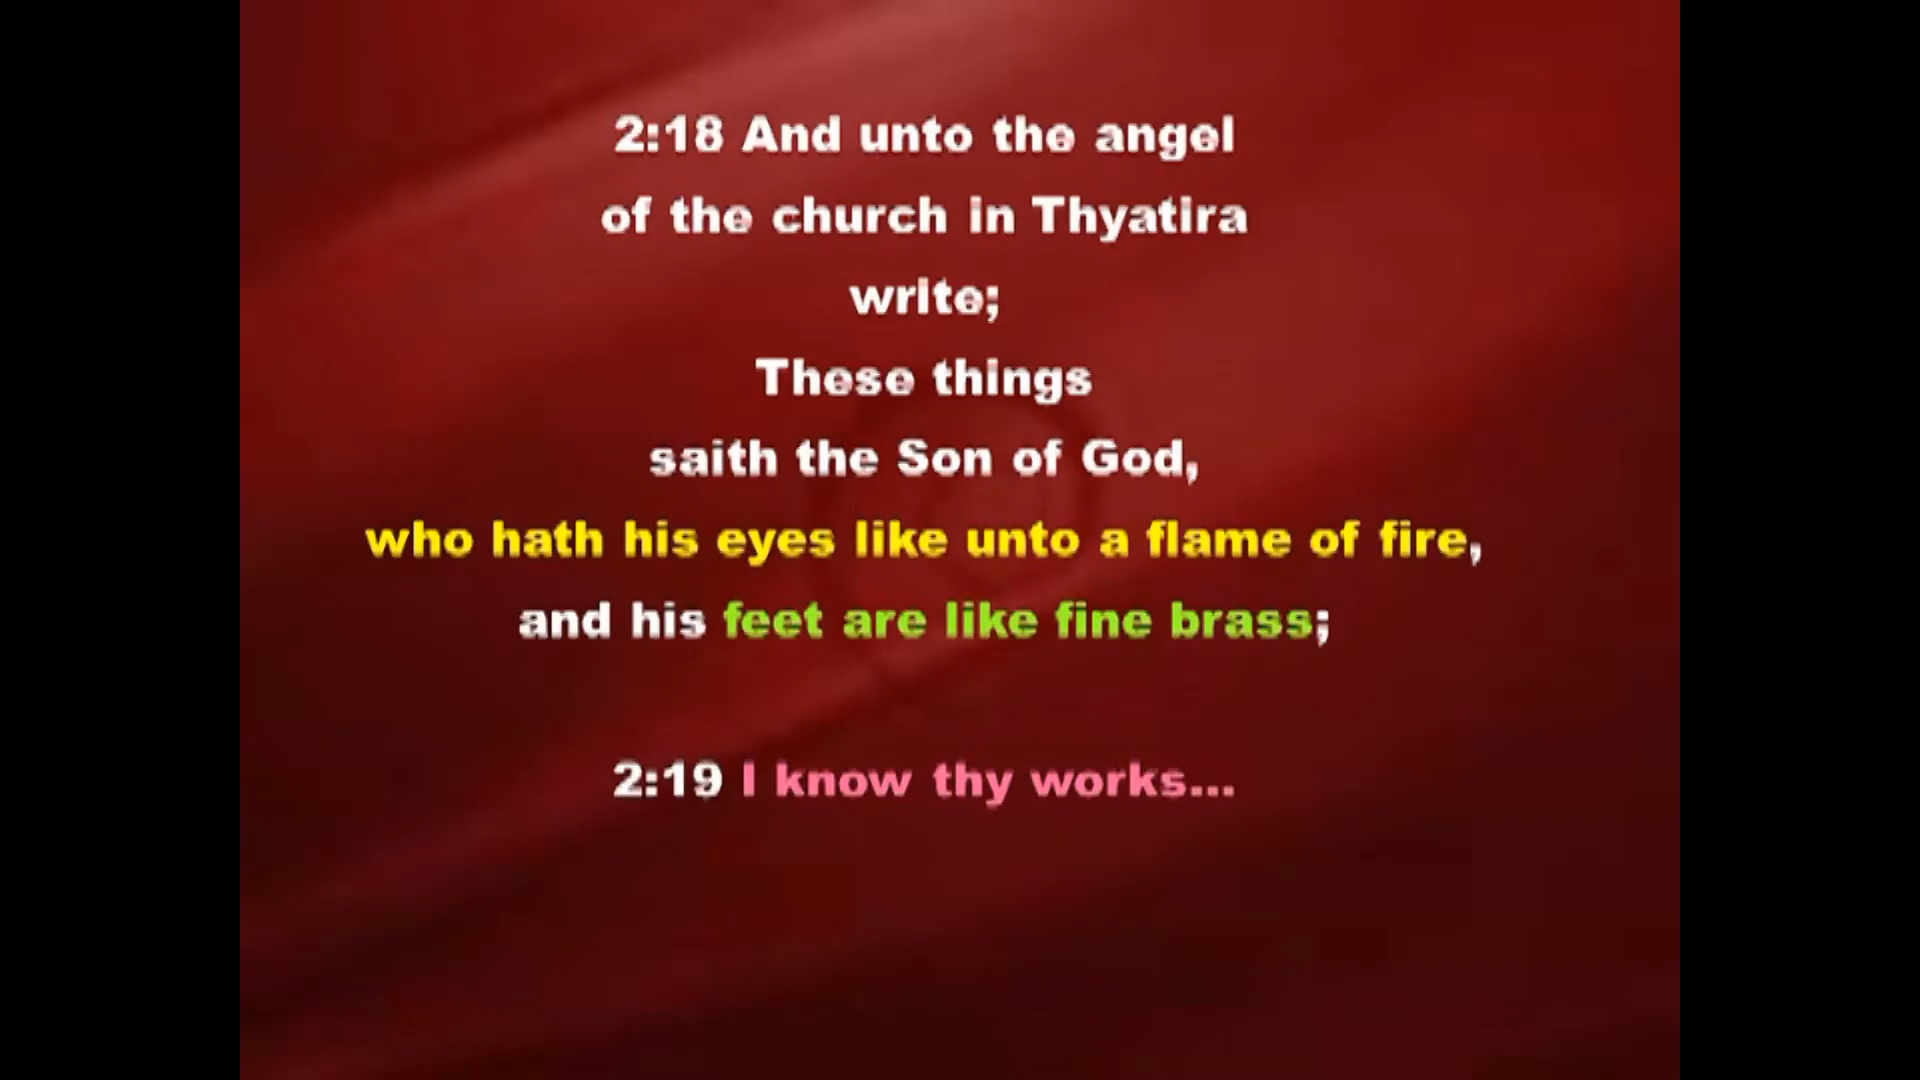 2:18 And unto the angel
of the church in Thyatira
write;
These things
saith the Son of God,
who hath his eyes like unto a flame of fire,
and his feet are like fine brass;
2:19 I know thy works...